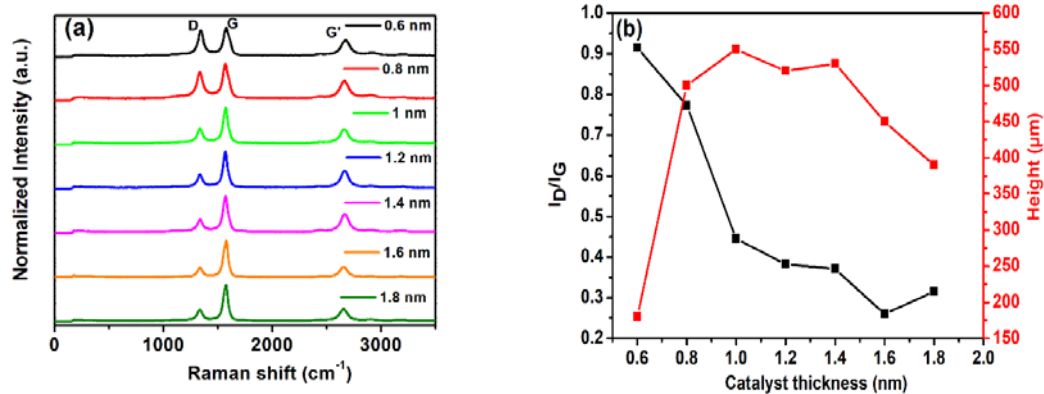 (a)
D
G
G'
0.6 nm
0.8 nm
1 nm
1.2 nm
1.4 nm
1.6 nm
1.8 nm
Normalized Intensity (a.u.)
0 1000 2000 3000
Raman shift (cm⁻¹)
(b)
1.0
0.9
0.8
0.7
0.6
0.5
0.4
0.3
0.2
I_D/I_G
600
550
500
450
400
350
300
250
200
150
Height (μm)
0.6 0.8 1.0 1.2 1.4 1.6 1.8 2.0
Catalyst thickness (nm)